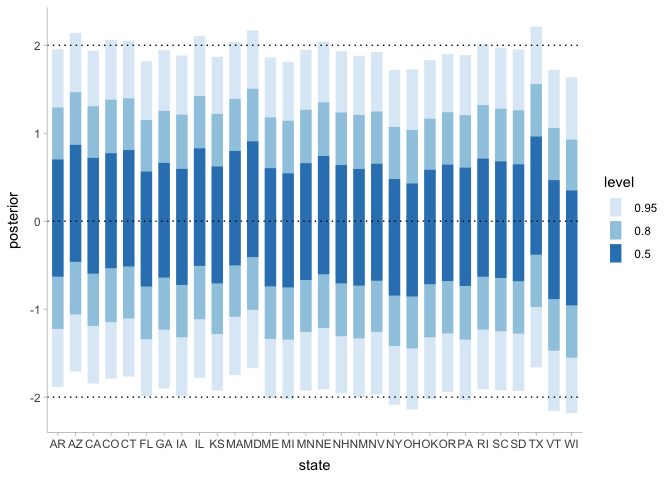 2
1
0
-1
-2
posterior
AR AZ CA CO CT FL GA IA IL KS MA MD ME MI MN NE NH NM NV NY OH OK OR PA RI SC SD TX VT WI
state
level
0.95
0.8
0.5